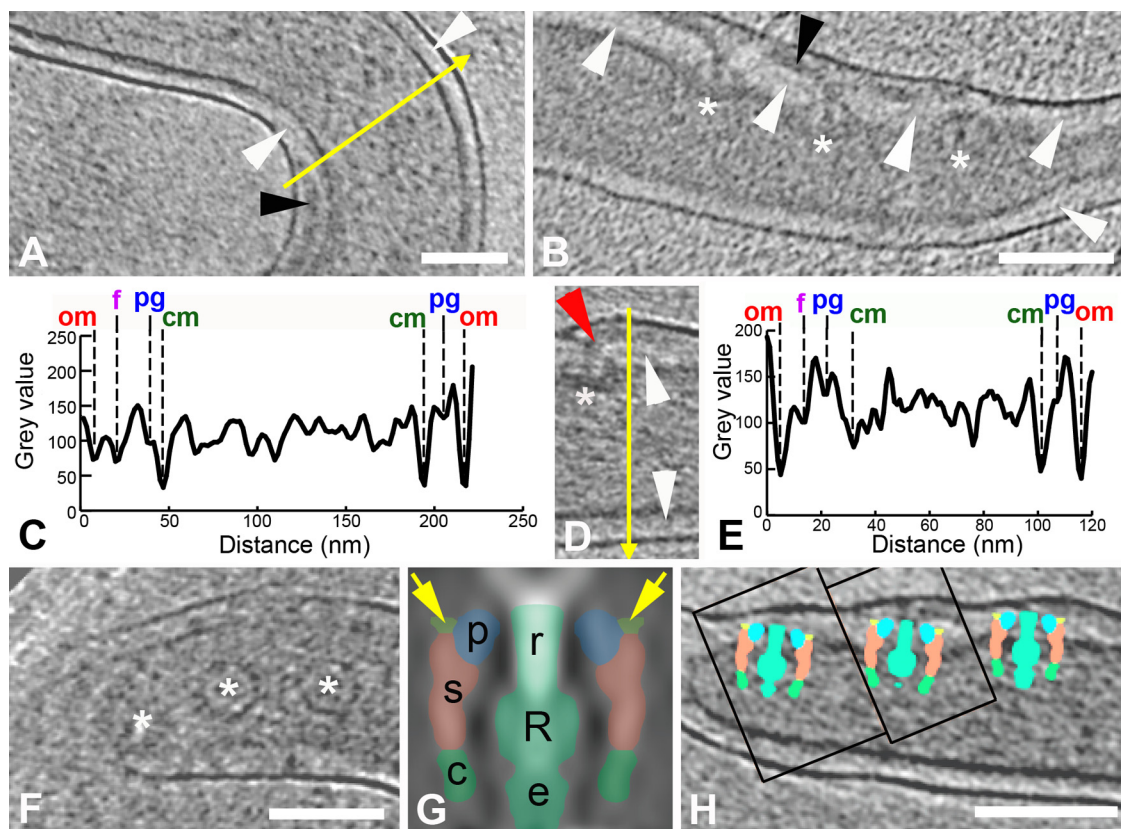 A
B
* * *
om f pg cm cm pg om
250
200
150
100
50
0
Grey value
0 50 100 150 200 250
Distance (nm)
C
*
D
om f pg cm cm pg om
200
150
100
50
0
Grey value
0 20 40 60 80 100 120
Distance (nm)
E
* * *
F
p r
s R
c e
G
H